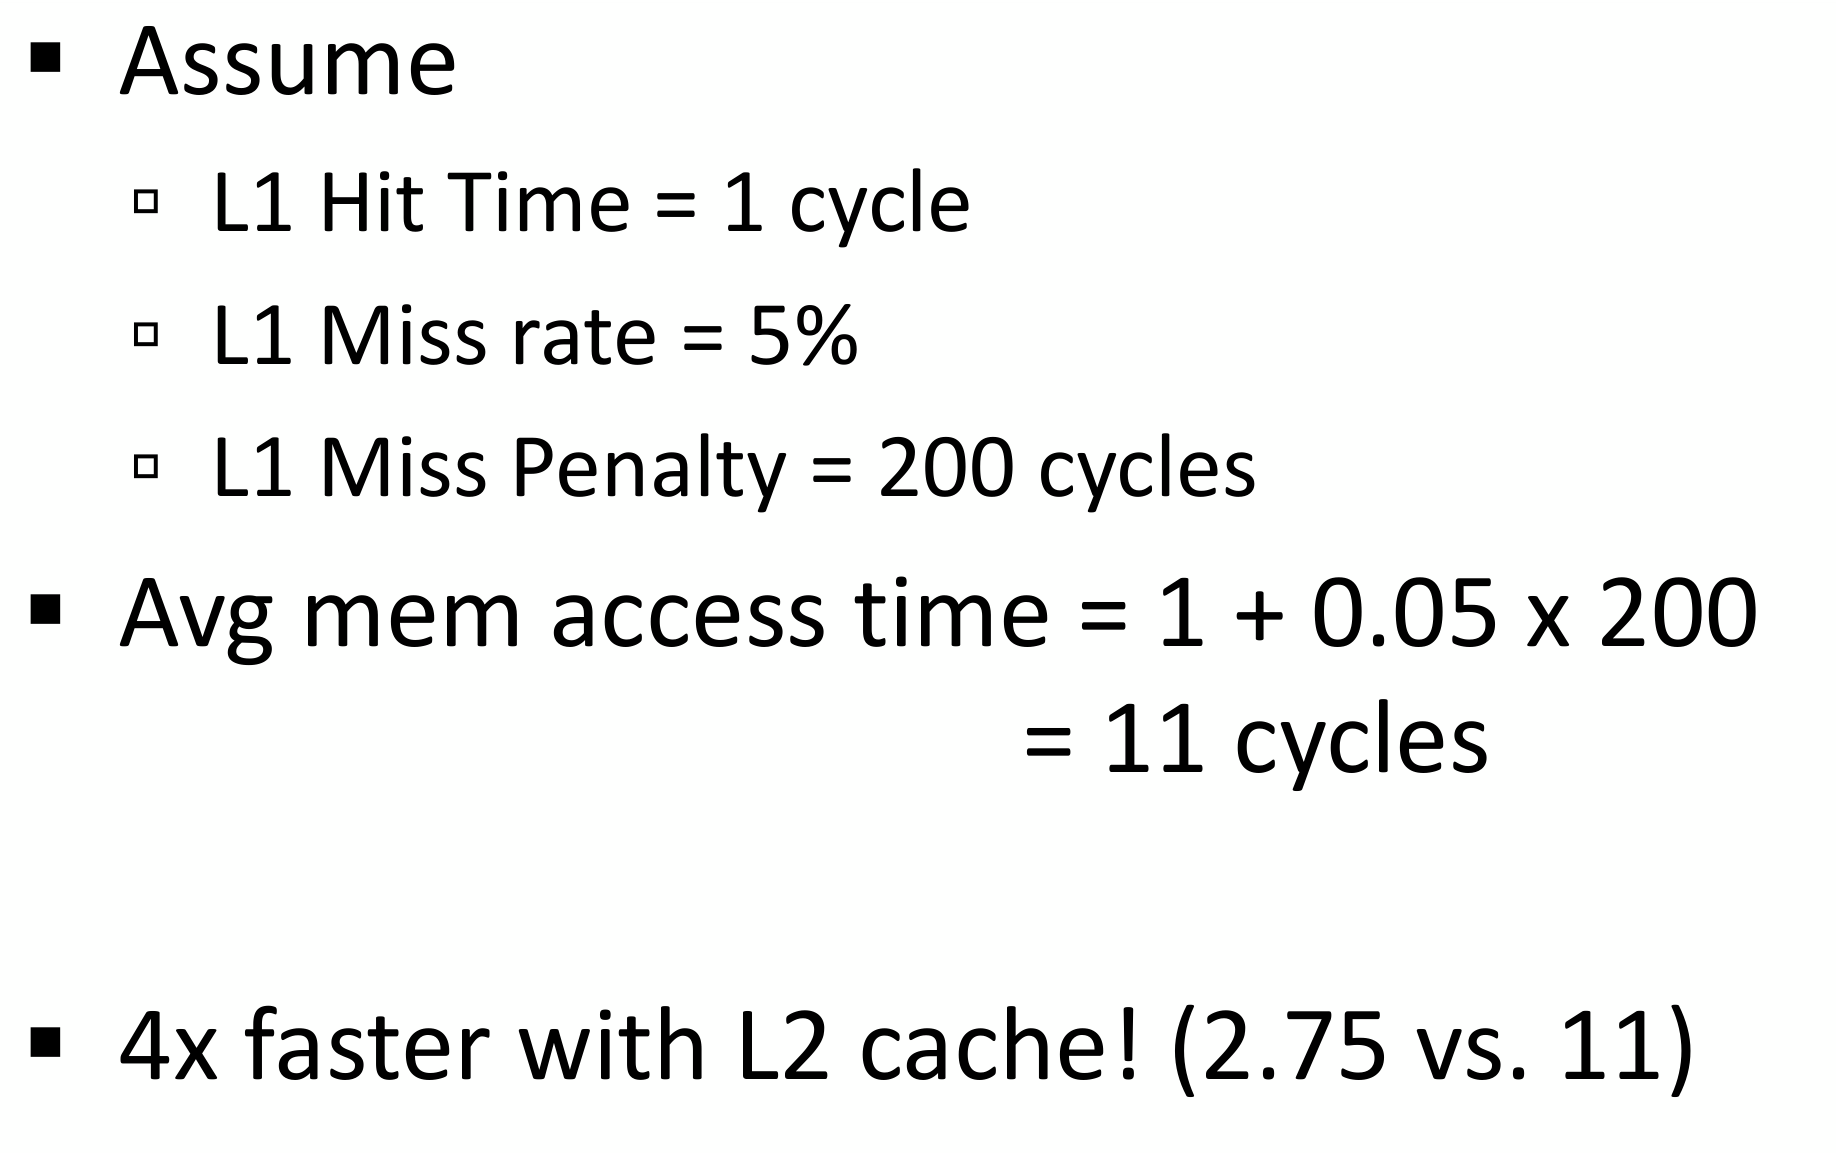 ▪ Assume
▫ L1 Hit Time = 1 cycle
▫ L1 Miss rate = 5%
▫ L1 Miss Penalty = 200 cycles
▪ Avg mem access time = 1 + 0.05 x 200
= 11 cycles
▪ 4x faster with L2 cache! (2.75 vs. 11)